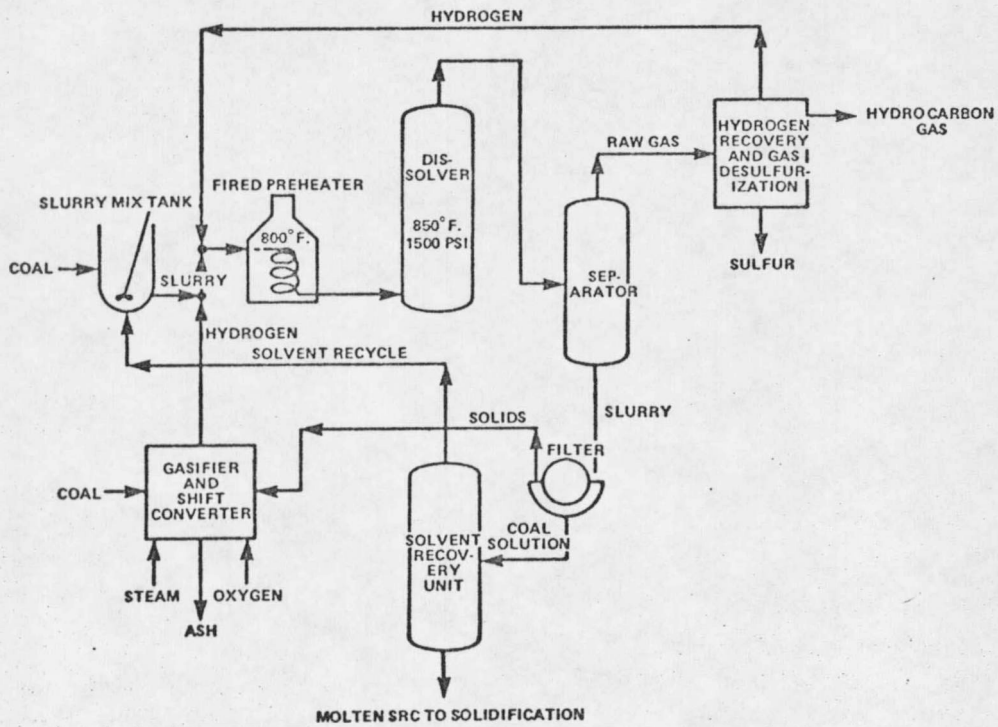 HYDROGEN
HYDROCARBON
GAS
HYDROGEN
RECOVERY
AND GAS
DESULFUR-
IZATION
RAW GAS
DIS-
SOLVER
850°F.
1500 PSI
FIRED PREHEATER
800°F.
SLURRY MIX TANK
COAL
SLURRY
SULFUR
SEP-
ARATOR
HYDROGEN
SOLVENT RECYCLE
SLURRY
SOLIDS
FILTER
GASIFIER
AND
SHIFT
CONVERTER
COAL
COAL
SOLUTION
SOLVENT
RECOV-
ERY
UNIT
STEAM
OXYGEN
ASH
MOLTEN SRC TO SOLIDIFICATION